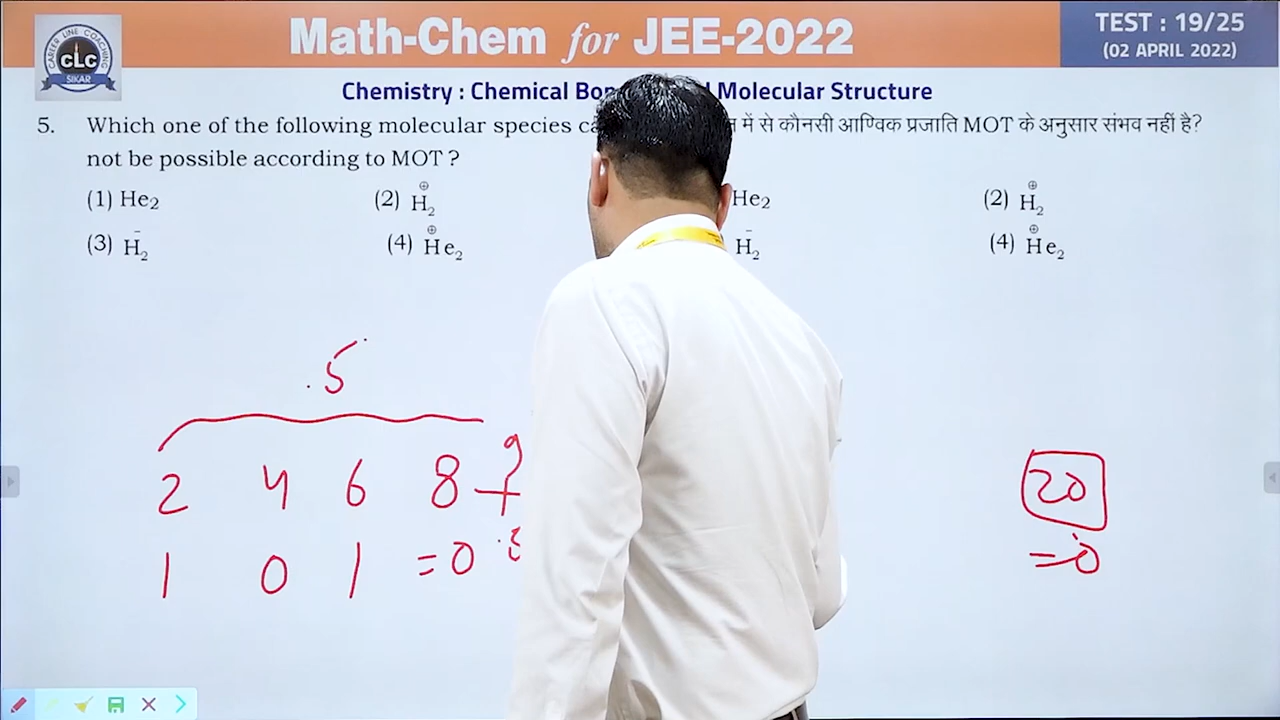 CAREER LINE COACHING
CLC
SIKAR
Math-Chem for JEE-2022
TEST : 19/25
(02 APRIL 2022)
Chemistry : Chemical Bon Molecular Structure
5. Which one of the following molecular species ca में से कौनसी आण्विक प्रजाति MOT के अनुसार संभव नहीं है?
not be possible according to MOT ?
(1) He₂ (2) H₂^⊕ He₂ (2) H₂^⊕
(3) H₂^- (4) He₂^⊕ H₂^- (4) He₂^⊕
.5
2 4 6 8 9 20
1 0 1 =0 =0